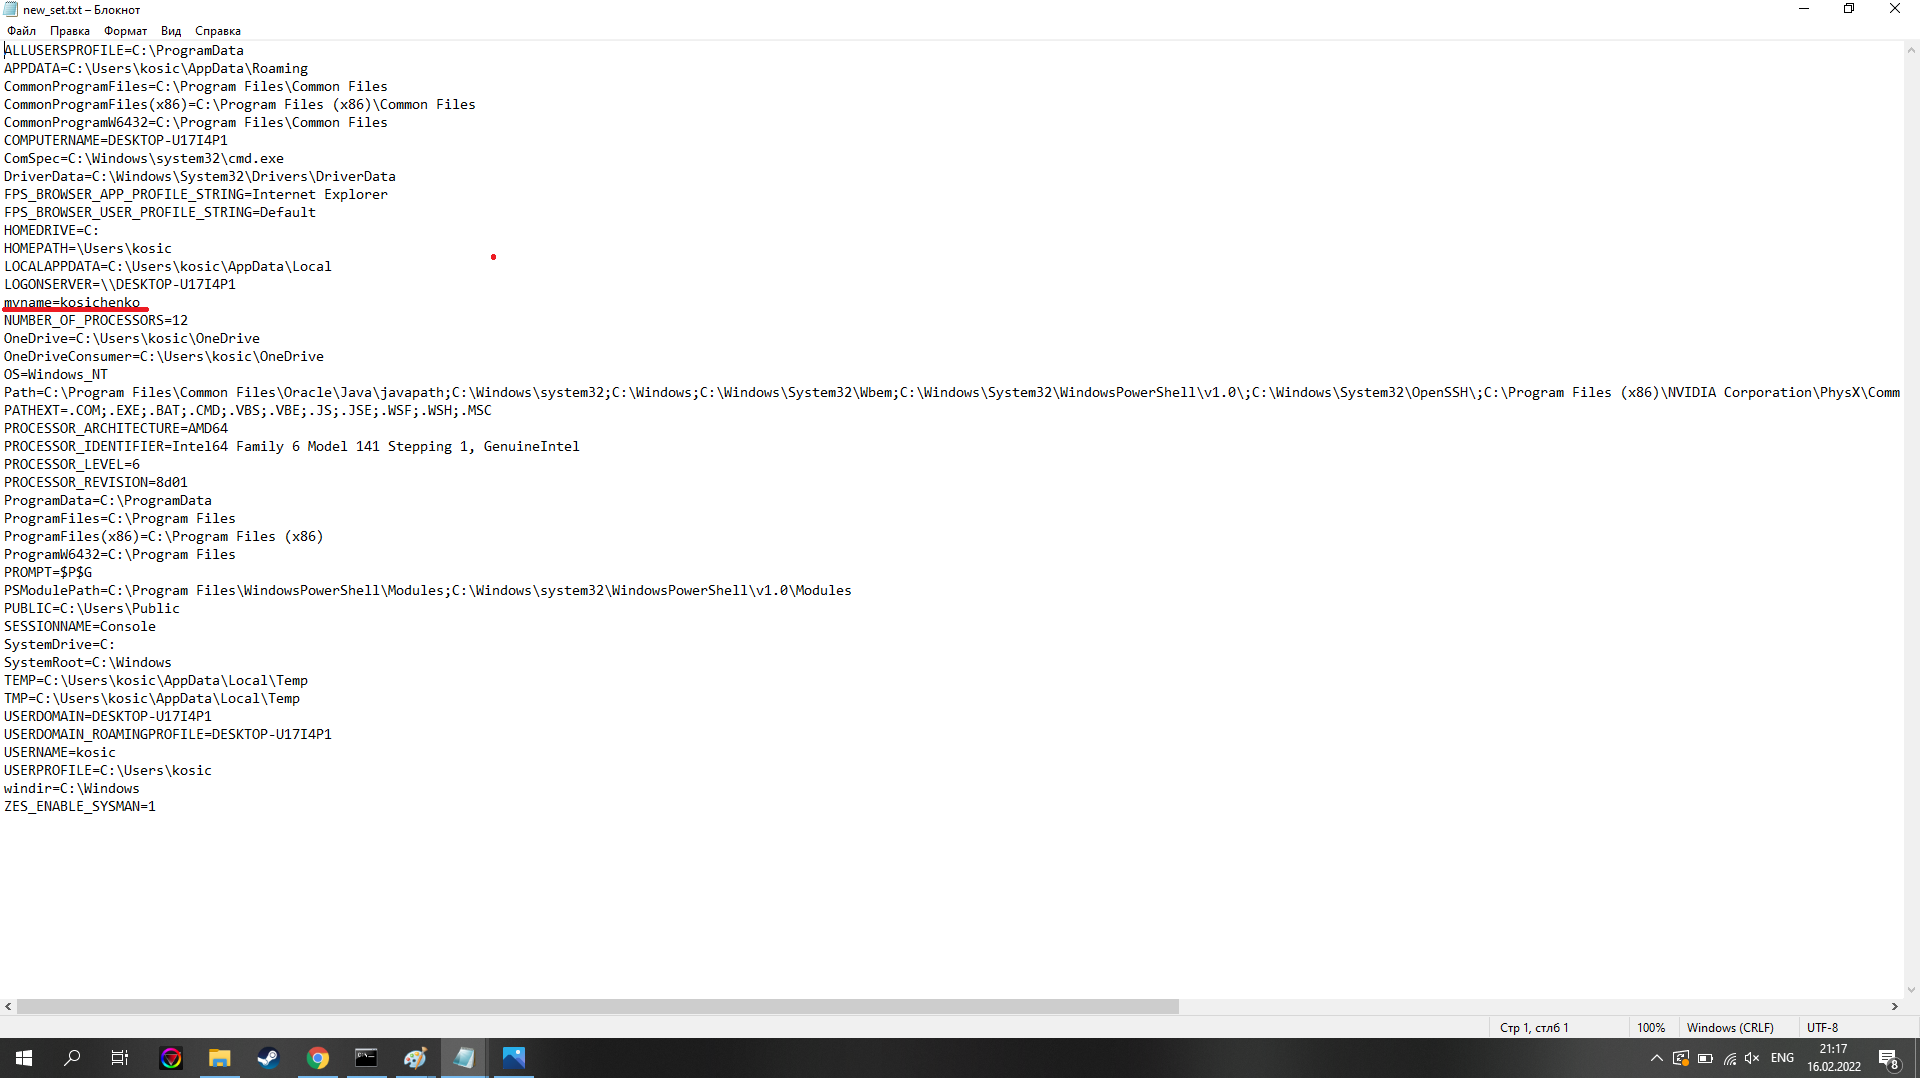 new_set.txt – Блокнот
Файл Правка Формат Вид Справка
ALLUSERSPROFILE=C:\ProgramData
APPDATA=C:\Users\kosic\AppData\Roaming
CommonProgramFiles=C:\Program Files\Common Files
CommonProgramFiles(x86)=C:\Program Files (x86)\Common Files
CommonProgramW6432=C:\Program Files\Common Files
COMPUTERNAME=DESKTOP-U17I4P1
ComSpec=C:\Windows\system32\cmd.exe
DriverData=C:\Windows\System32\Drivers\DriverData
FPS_BROWSER_APP_PROFILE_STRING=Internet Explorer
FPS_BROWSER_USER_PROFILE_STRING=Default
HOMEDRIVE=C:
HOMEPATH=\Users\kosic
LOCALAPPDATA=C:\Users\kosic\AppData\Local
LOGONSERVER=\\DESKTOP-U17I4P1
myname=kosichenko
NUMBER_OF_PROCESSORS=12
OneDrive=C:\Users\kosic\OneDrive
OneDriveConsumer=C:\Users\kosic\OneDrive
OS=Windows_NT
Path=C:\Program Files\Common Files\Oracle\Java\javapath;C:\Windows\system32;C:\Windows;C:\Windows\System32\Wbem;C:\Windows\System32\WindowsPowerShell\v1.0\;C:\Windows\System32\OpenSSH\;C:\Program Files (x86)\NVIDIA Corporation\PhysX\Comm
PATHEXT=.COM;.EXE;.BAT;.CMD;.VBS;.VBE;.JS;.JSE;.WSF;.WSH;.MSC
PROCESSOR_ARCHITECTURE=AMD64
PROCESSOR_IDENTIFIER=Intel64 Family 6 Model 141 Stepping 1, GenuineIntel
PROCESSOR_LEVEL=6
PROCESSOR_REVISION=8d01
ProgramData=C:\ProgramData
ProgramFiles=C:\Program Files
ProgramFiles(x86)=C:\Program Files (x86)
ProgramW6432=C:\Program Files
PROMPT=$P$G
PSModulePath=C:\Program Files\WindowsPowerShell\Modules;C:\Windows\system32\WindowsPowerShell\v1.0\Modules
PUBLIC=C:\Users\Public
SESSIONNAME=Console
SystemDrive=C:
SystemRoot=C:\Windows
TEMP=C:\Users\kosic\AppData\Local\Temp
TMP=C:\Users\kosic\AppData\Local\Temp
USERDOMAIN=DESKTOP-U17I4P1
USERDOMAIN_ROAMINGPROFILE=DESKTOP-U17I4P1
USERNAME=kosic
USERPROFILE=C:\Users\kosic
windir=C:\Windows
ZES_ENABLE_SYSMAN=1
Стр 1, стлб 1 100% Windows (CRLF) UTF-8
ENG 21:17
16.02.2022 8